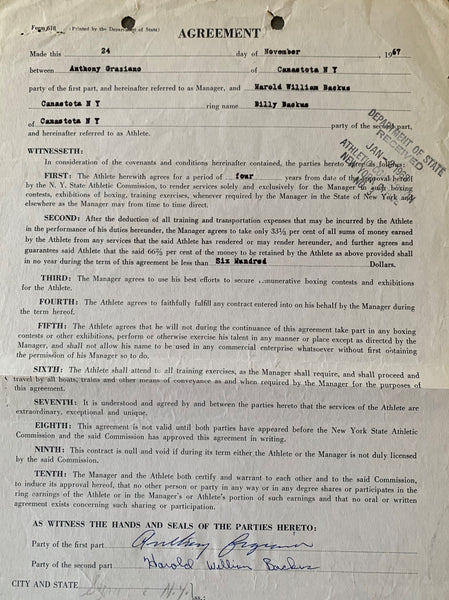 Form 618 (Printed by the Department of State)
AGREEMENT
Made this 24 day of November, 1967
between Anthony Graziano of Canastota N Y
party of the first part, and hereinafter referred to as Manager, and Harold William Backus
Canastota N Y ring name Billy Backus
of Canastota N Y party of the second part,
and hereinafter referred to as Athlete.
DEPARTMENT OF STATE
RECEIVED
JAN
ATHLETIC
NEW YORK
WITNESSETH:
In consideration of the covenants hereinafter contained, the parties hereto agree as follows:
FIRST: The Athlete hereby agrees for a period of four years from date of the approval hereof
by the N. Y. State Athletic Commission, to render services solely and exclusively for the Manager in such boxing
contests, exhibitions of boxing, training exercises, whenever required by the Manager in the State of New York and
elsewhere as the Manager may from time to time direct.
SECOND: After the deduction of all training and transportation expenses that may be incurred by the Athlete
in the performance of his duties hereunder, the Manager agrees to take only 33⅓ per cent of all sums of money earned
by the Athlete from any services which the said Athlete has rendered or may render hereunder, and further agrees and
guarantees said Athlete that the said 66⅔ per cent of the money to be retained by the Athlete as above provided shall
in no year during the term of this agreement be less than Six Hundred
Dollars.
THIRD: The Manager agrees to use his best efforts to secure remunerative boxing contests and exhibitions
for the Athlete.
FOURTH: The Athlete agrees to faithfully fulfill any contract entered into on his behalf by the Manager during
the term hereof.
FIFTH: The Athlete agrees that he will not during the continuance of this agreement take part in any boxing
contests or other exhibitions, perform or otherwise exercise his talent in any manner or place except as directed by the
Manager, and shall not allow his name to be used in any commercial enterprise whatsoever without first obtaining
the permission of his Manager so to do.
SIXTH: The Athlete shall attend to all training exercises, as the Manager shall require, and shall proceed and
travel by all boats, trains and other means of conveyance as and when required by the Manager for the purposes of
this agreement.
SEVENTH: It is understood and agreed by and between the parties that the services of the Athlete are
extraordinary, exceptional and unique.
EIGHTH: This agreement is not valid until both parties have appeared before the New York State Athletic
Commission and the said Commission has approved this agreement in writing.
NINTH: This contract is null and void if during its term either the Athlete or the Manager is not duly licensed
by the said Commission.
TENTH: The Manager and the Athlete both certify and warrant to each other and to the said Commission,
to induce its approval hereof, that no other person or party in any way or in any degree shares or participates in the
ring earnings of the Athlete or in the Manager's or Athlete's portion of such earnings and that no oral or written
agreement exists concerning such sharing or participation.
AS WITNESS THE HANDS AND SEALS OF THE PARTIES HERETO:
Party of the first part Anthony Graziano
Party of the second part Harold William Backus
CITY AND STATE N.Y.
ss.: